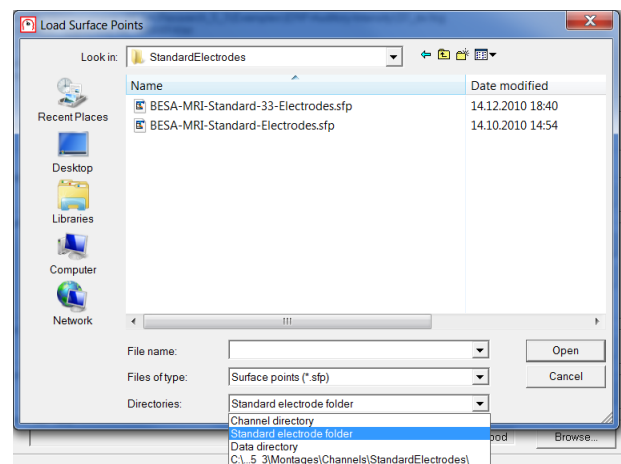 Load Surface Points
Look in: StandardElectrodes
Name Date modified
BESA-MRI-Standard-33-Electrodes.sfp 14.12.2010 18:40
BESA-MRI-Standard-Electrodes.sfp 14.10.2010 14:54
Recent Places
Desktop
Libraries
Computer
Network
File name: Open
Files of type: Surface points (*.sfp) Cancel
Directories: Standard electrode folder
Channel directory
Standard electrode folder
Data directory
C:\...5_3\Montages\Channels\StandardElectrodes\
Browse...